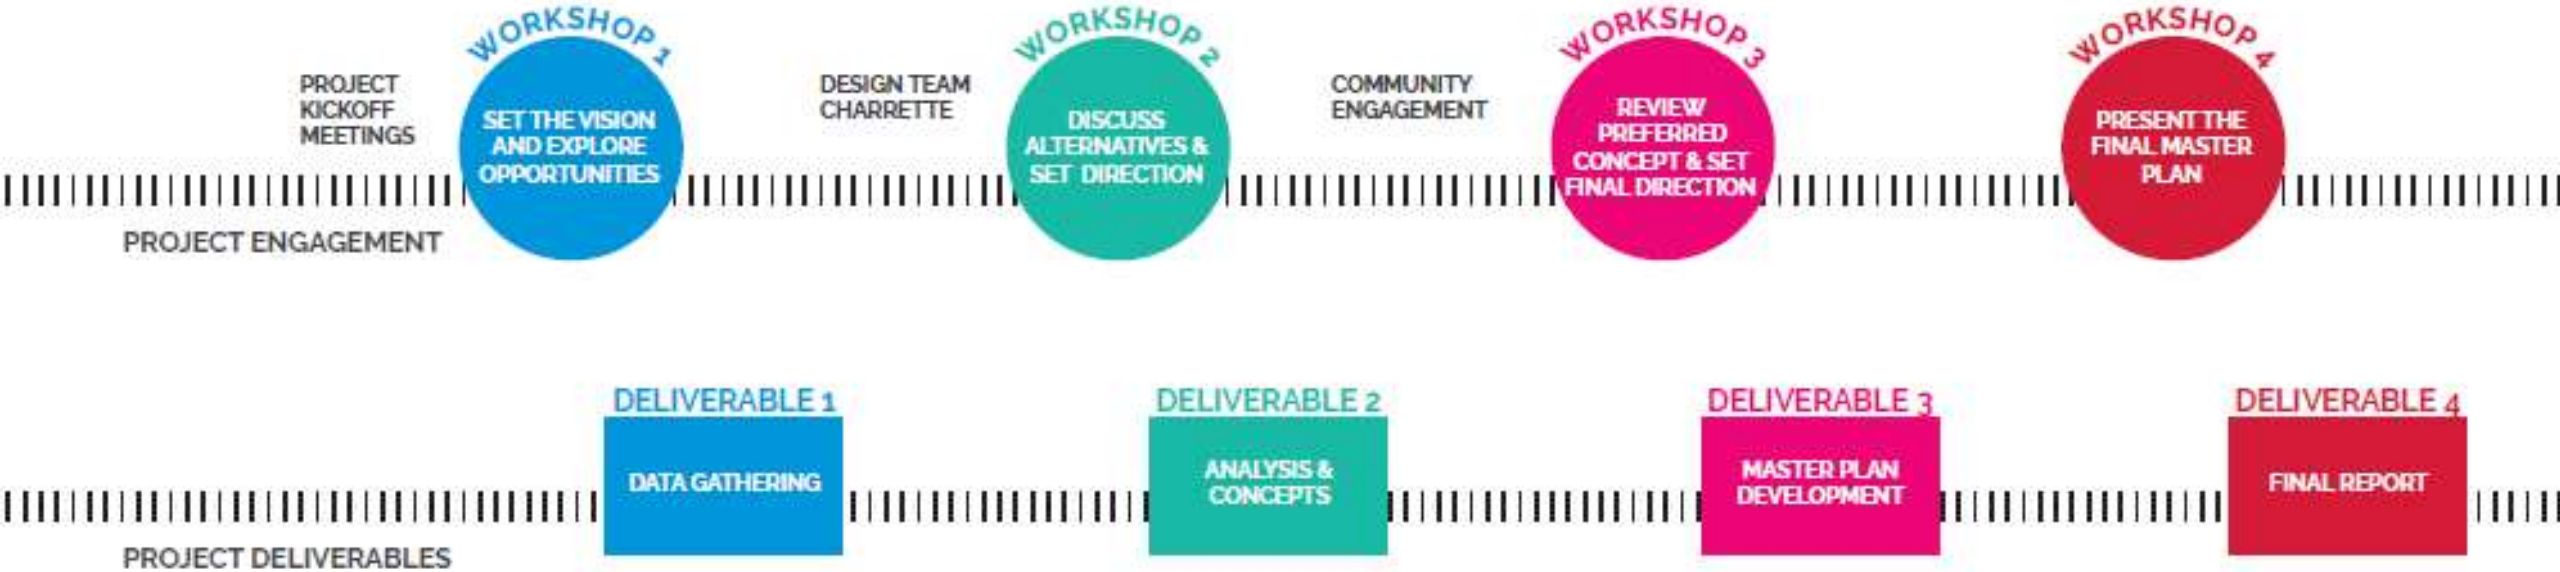 PROJECT
KICKOFF
MEETINGS
WORKSHOP 1
SET THE VISION
AND EXPLORE
OPPORTUNITIES
DESIGN TEAM
CHARRETTE
WORKSHOP 2
DISCUSS
ALTERNATIVES &
SET DIRECTION
COMMUNITY
ENGAGEMENT
WORKSHOP 3
REVIEW
PREFERRED
CONCEPT & SET
FINAL DIRECTION
WORKSHOP 4
PRESENT THE
FINAL MASTER
PLAN
PROJECT ENGAGEMENT
DELIVERABLE 1
DATA GATHERING
DELIVERABLE 2
ANALYSIS &
CONCEPTS
DELIVERABLE 3
MASTER PLAN
DEVELOPMENT
DELIVERABLE 4
FINAL REPORT
PROJECT DELIVERABLES